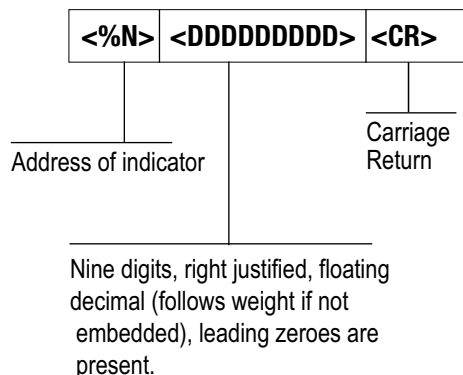 <%N> <DDDDDDDDD> <CR>
Address of indicator
Carriage
Return
Nine digits, right justified, floating
decimal (follows weight if not
embedded), leading zeroes are
present.